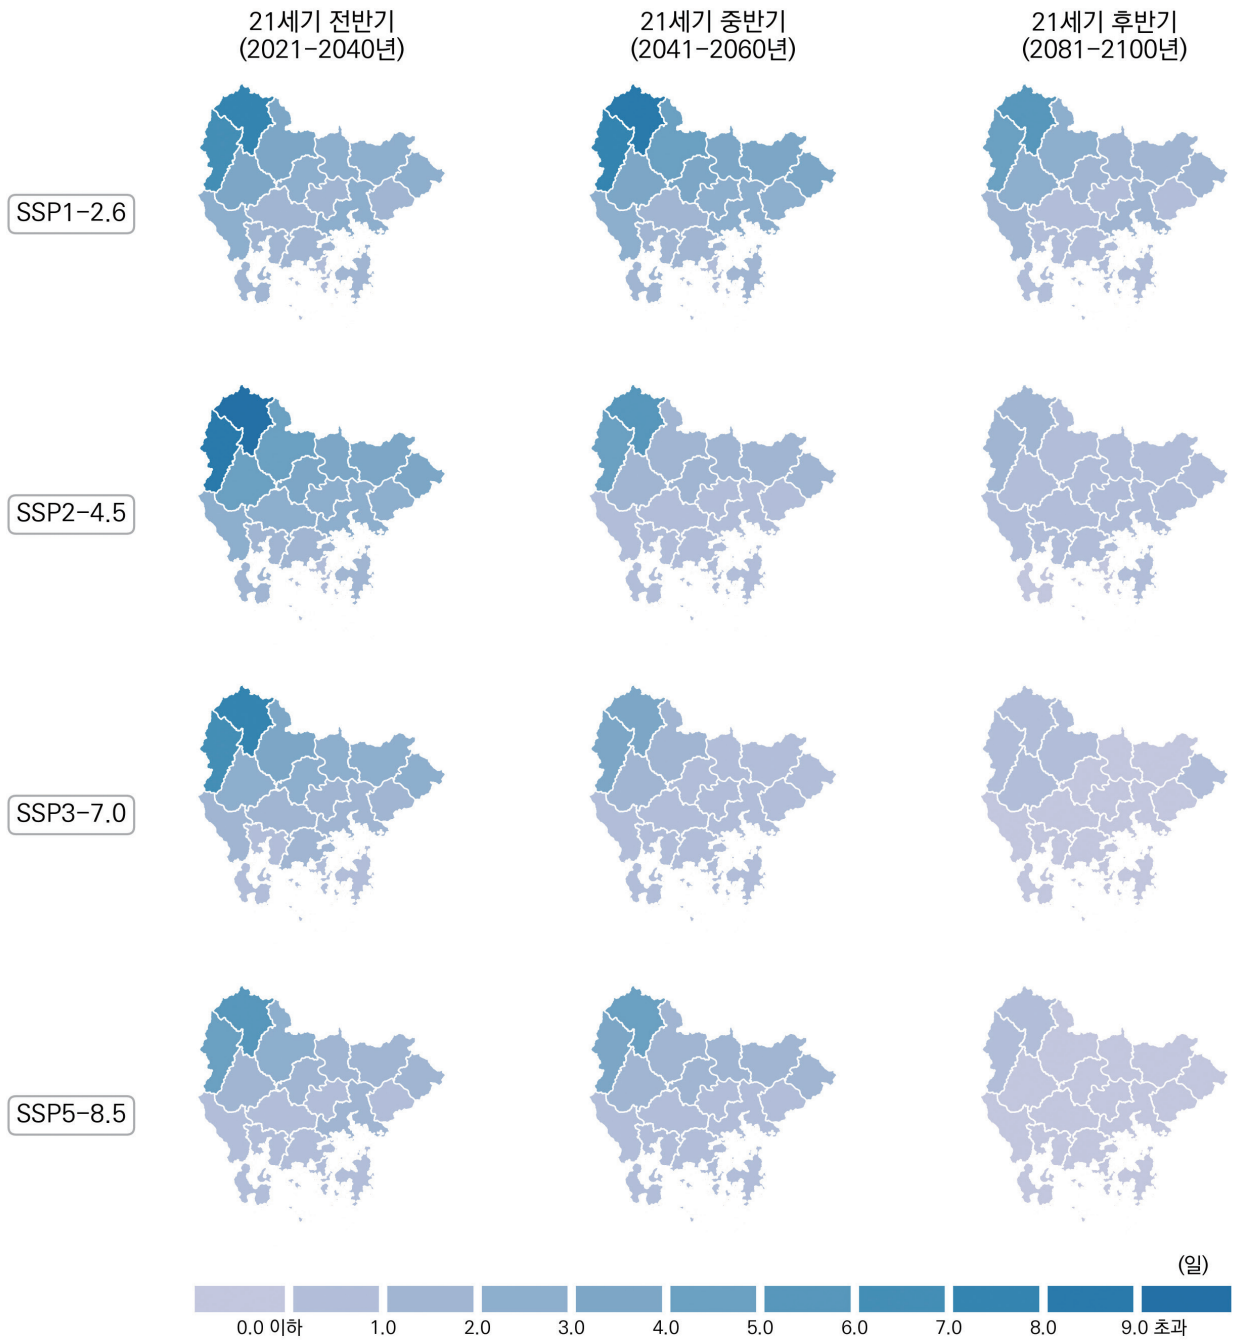 21세기 전반기
(2021-2040년)
21세기 중반기
(2041-2060년)
21세기 후반기
(2081-2100년)
SSP1-2.6
SSP2-4.5
SSP3-7.0
SSP5-8.5
(일)
0.0 이하 1.0 2.0 3.0 4.0 5.0 6.0 7.0 8.0 9.0 초과